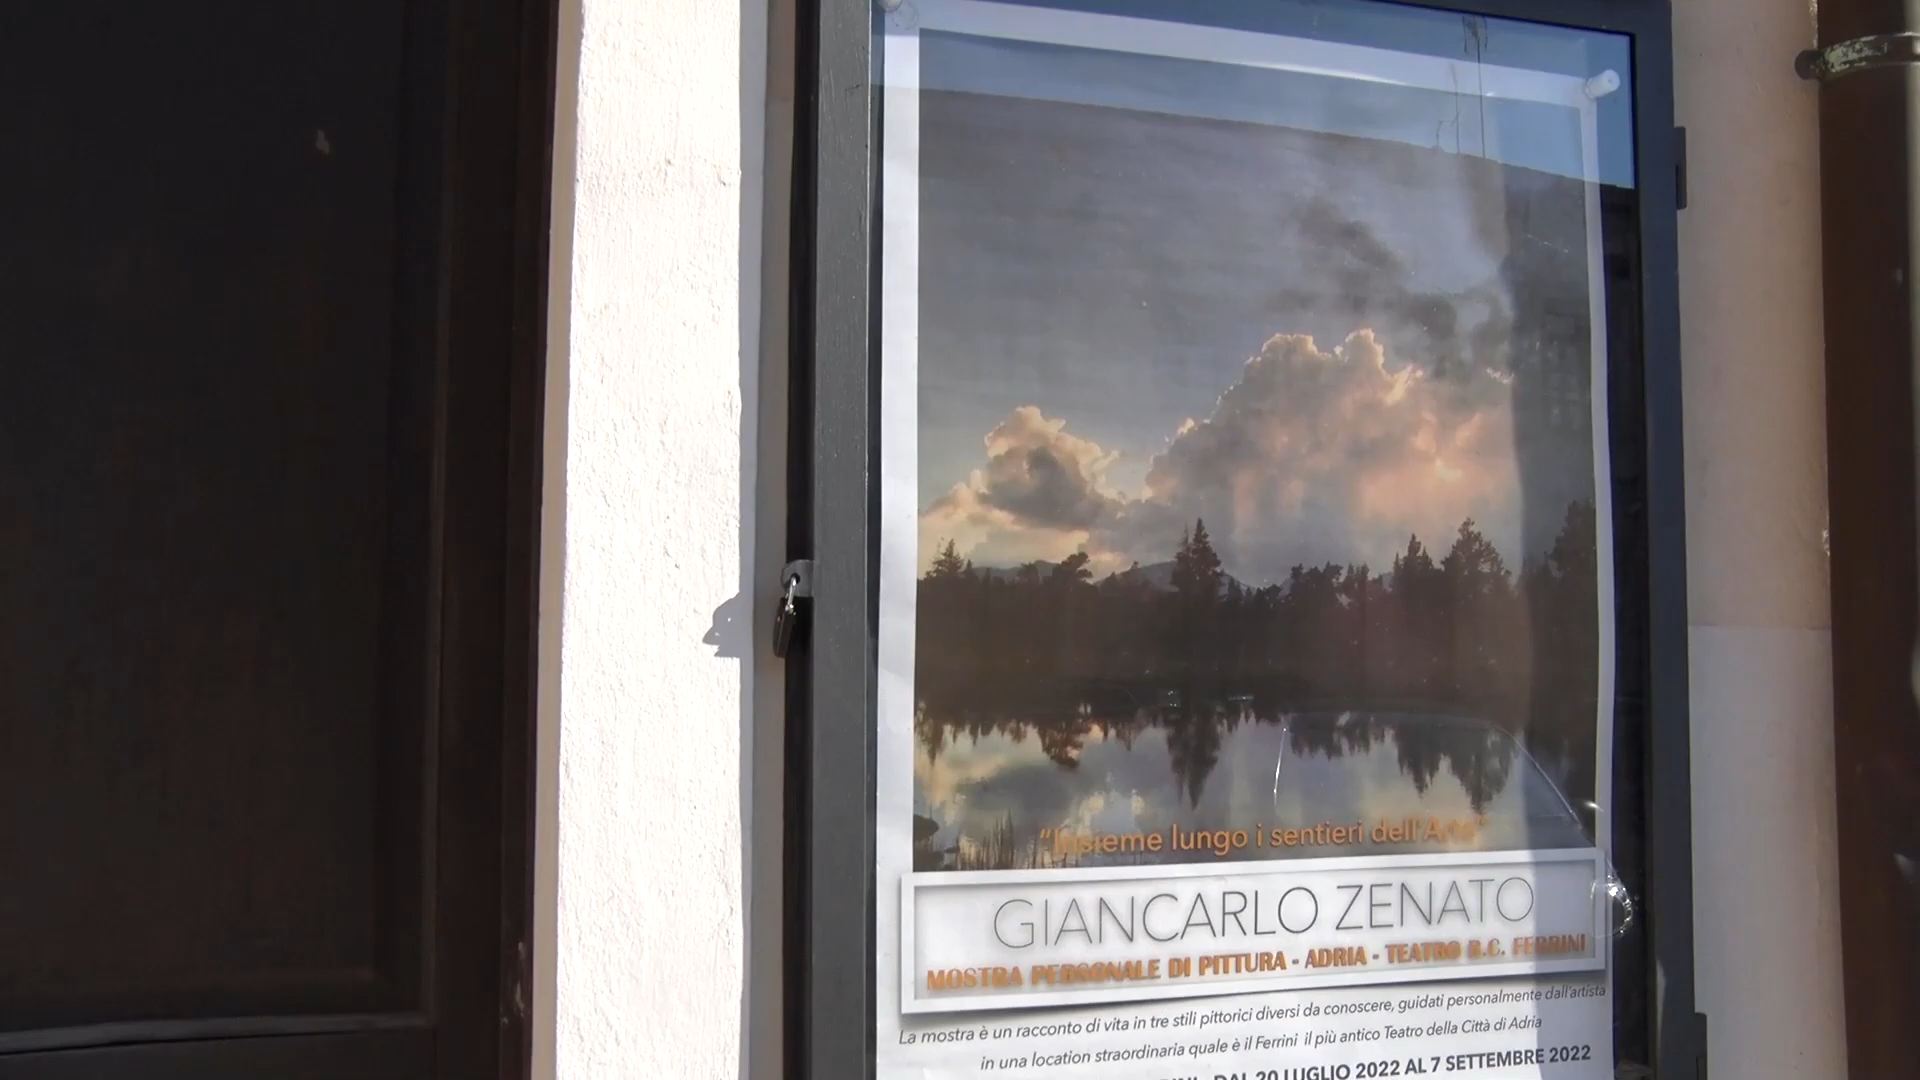 "Insieme lungo i sentieri dell'Arte"
GIANCARLO ZENATO
MOSTRA PERSONALE DI PITTURA - ADRIA - TEATRO R.C. FERRINI
La mostra è un racconto di vita in tre stili pittorici diversi da conoscere, guidati personalmente dall'artista
in una location straordinaria quale è il Ferrini il più antico Teatro della Città di Adria
DAL 20 LUGLIO 2022 AL 7 SETTEMBRE 2022